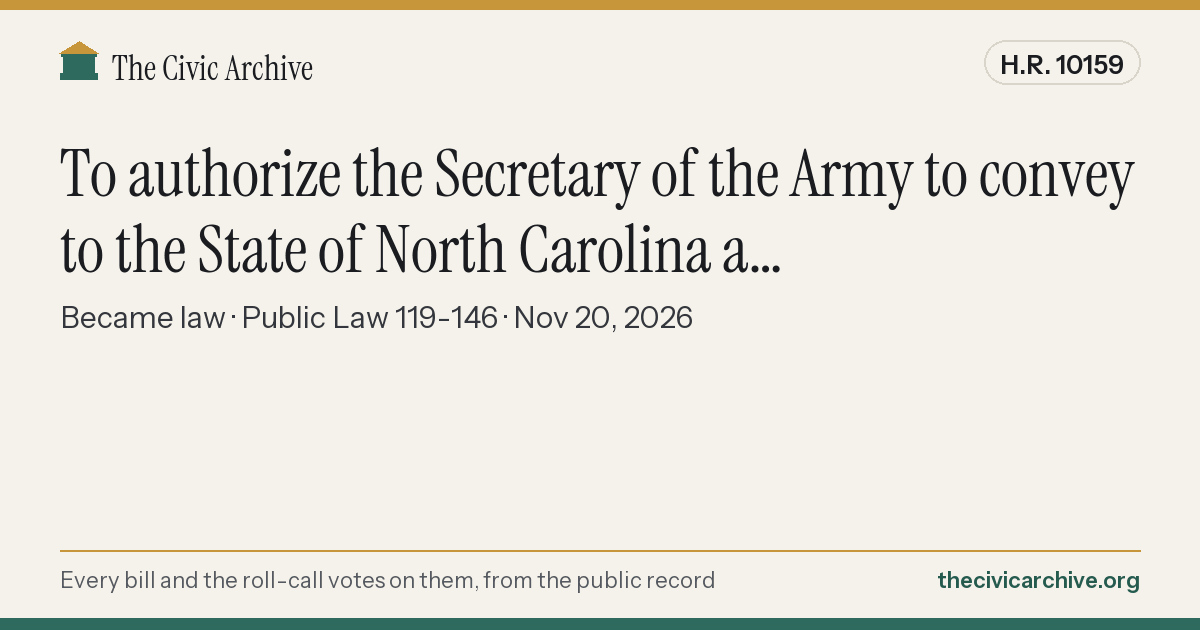 The Civic Archive
H.R. 10159
To authorize the Secretary of the Army to convey
to the State of North Carolina a...
Became law · Public Law 119-146 · Nov 20, 2026
Every bill and the roll-call votes on them, from the public record
thecivicarchive.org